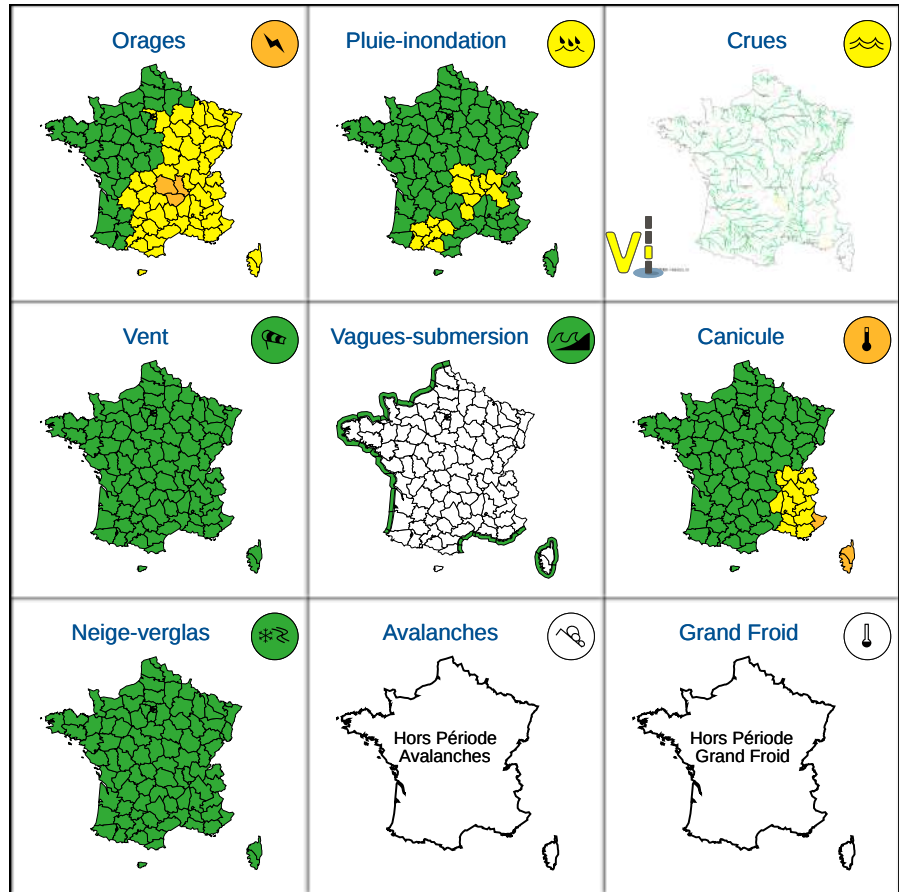 Orages
Pluie-inondation
Crues
Vi
Vent
Vagues-submersion
Canicule
Neige-verglas
Avalanches
Hors Période
Avalanches
Grand Froid
Hors Période
Grand Froid